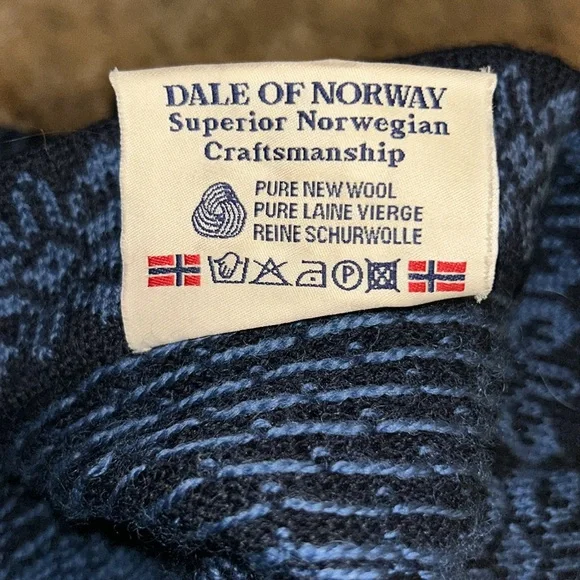 DALE OF NORWAY
Superior Norwegian
Craftsmanship
PURE NEW WOOL
PURE LAINE VIERGE
REINE SCHURWOLLE
P